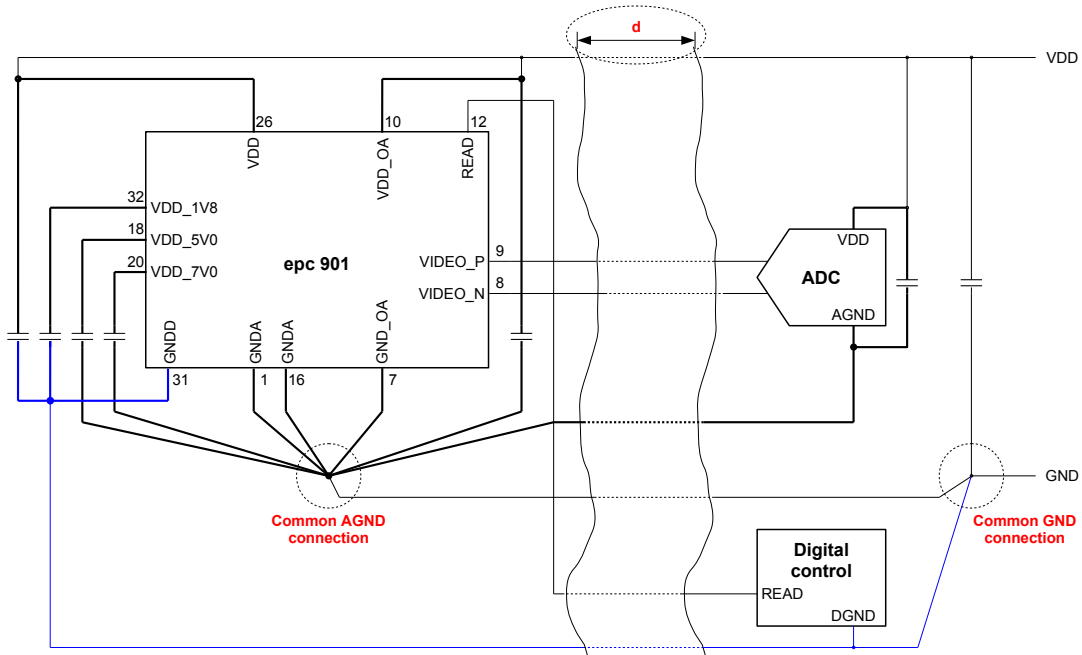 d
VDD
26
10
12
VDD
VDD_OA
READ
32
VDD_1V8
18
VDD_5V0
20
VDD_7V0
epc 901
VIDEO_P
9
VIDEO_N
8
VDD
ADC
AGND
GNDD
GNDA
GNDA
GND_OA
31
1
16
7
GND
Common AGND
connection
Common GND
connection
Digital
control
READ
DGND